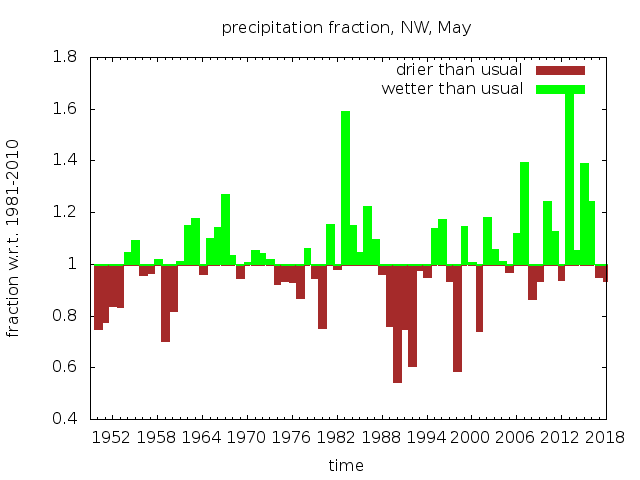 precipitation fraction, NW, May
drier than usual
wetter than usual
fraction w.r.t. 1981-2010
1.8
1.6
1.4
1.2
1
0.8
0.6
0.4
1952 1958 1964 1970 1976 1982 1988 1994 2000 2006 2012 2018
time